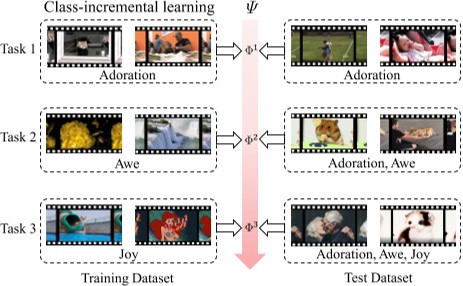 Class-incremental learning
Ψ
Task 1
Φ¹
Adoration
Adoration
Task 2
Φ²
Awe
Adoration, Awe
Task 3
Φ³
Joy
Adoration, Awe, Joy
Training Dataset
Test Dataset